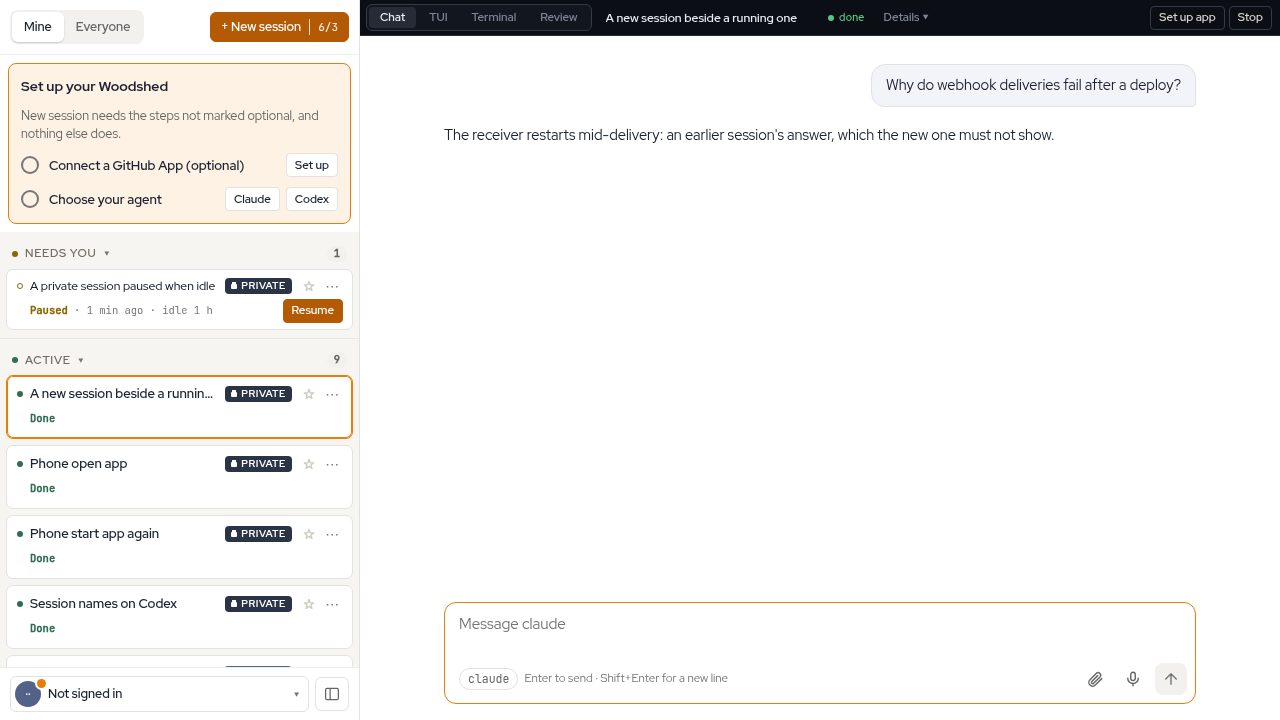 Mine
Everyone
+ New session 6/3
Chat
TUI
Terminal
Review
A new session beside a running one
done
Details ▾
Set up app
Stop
Set up your Woodshed
New session needs the steps not marked optional, and
nothing else does.
Connect a GitHub App (optional)
Set up
Choose your agent
Claude
Codex
NEEDS YOU ▾
1
A private session paused when idle
PRIVATE
Paused · 1 min ago · idle 1 h
Resume
ACTIVE ▾
9
A new session beside a runnin...
PRIVATE
Done
Phone open app
PRIVATE
Done
Phone start app again
PRIVATE
Done
Session names on Codex
PRIVATE
Done
Not signed in
Why do webhook deliveries fail after a deploy?
The receiver restarts mid-delivery: an earlier session's answer, which the new one must not show.
Message claude
claude
Enter to send · Shift+Enter for a new line